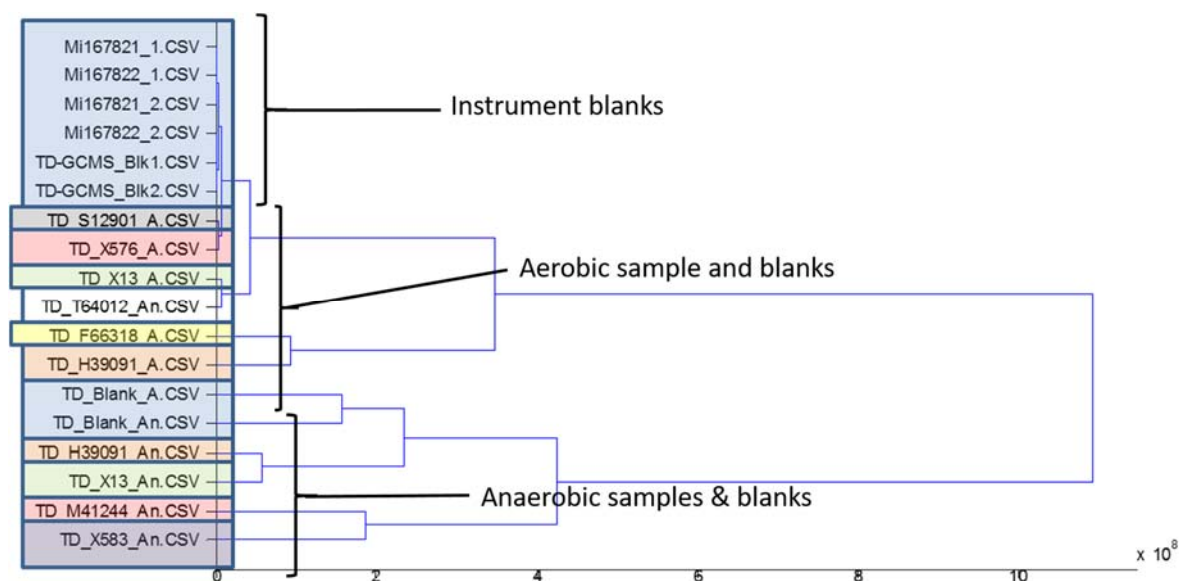 Mi167821_1.CSV
Mi167822_1.CSV
Mi167821_2.CSV
Mi167822_2.CSV
TD-GCMS_Blk1.CSV
TD-GCMS_Blk2.CSV
TD_S12901_A.CSV
TD_X576_A.CSV
TD_X13_A.CSV
TD_T64012_An.CSV
TD_F66318_A.CSV
TD_H39091_A.CSV
TD_Blank_A.CSV
TD_Blank_An.CSV
TD_H39091_An.CSV
TD_X13_An.CSV
TD_M41244_An.CSV
TD_X583_An.CSV
Instrument blanks
Aerobic sample and blanks
Anaerobic samples & blanks
0 2 4 6 8 10
x 10⁸